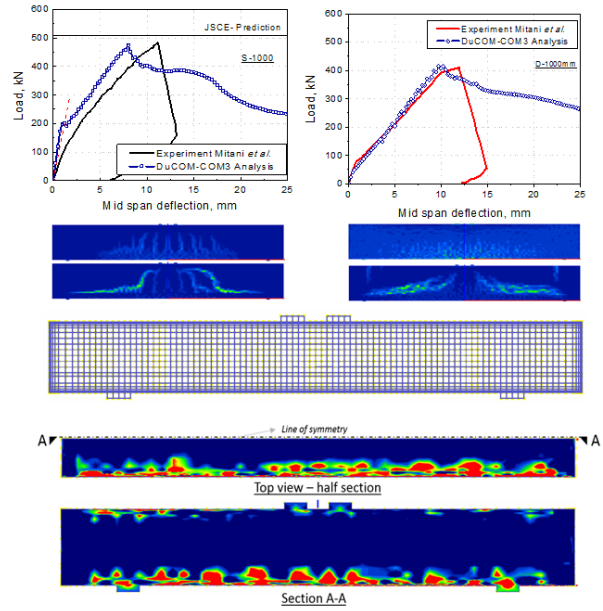 JSCE- Prediction
600
500
400
300
200
100
0
Load, kN
S-1000
Experiment Mitani et al.
DuCOM-COM3 Analysis
0 5 10 15 20 25
Mid span deflection, mm
600
500
400
300
200
100
0
Load, kN
Experiment Mitani et al.
DuCOM-COM3 Analysis
D-1000mm
0 5 10 15 20 25
Mid span deflection, mm
Line of symmetry
A A
Top view – half section
Section A-A